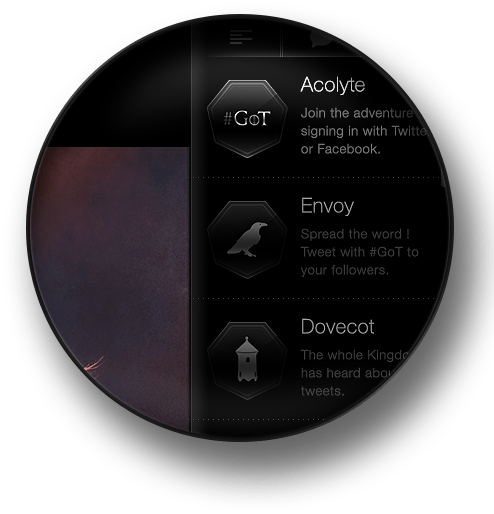 Acolyte
#GoT
Join the adventure
signing in with Twitte
or Facebook.
Envoy
Spread the word !
Tweet with #GoT to
your followers.
Dovecot
The whole Kingdo
has heard abou
tweets.